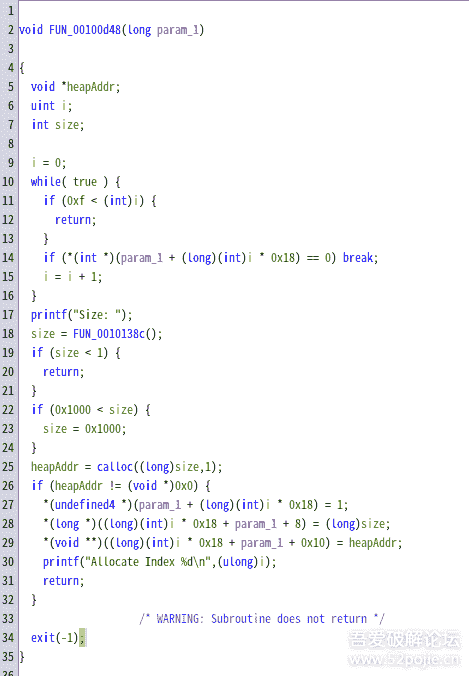 1
2 void FUN_00100d48(long param_1)
3
4 {
5 void *heapAddr;
6 uint i;
7 int size;
8
9 i = 0;
10 while( true ) {
11 if (0xf < (int)i) {
12 return;
13 }
14 if (*(int *)(param_1 + (long)(int)i * 0x18) == 0) break;
15 i = i + 1;
16 }
17 printf("Size: ");
18 size = FUN_0010138c();
19 if (size < 1) {
20 return;
21 }
22 if (0x1000 < size) {
23 size = 0x1000;
24 }
25 heapAddr = calloc((long)size,1);
26 if (heapAddr != (void *)0x0) {
27 *(undefined4 *)(param_1 + (long)(int)i * 0x18) = 1;
28 *(long *)((long)(int)i * 0x18 + param_1 + 8) = (long)size;
29 *(void **)((long)(int)i * 0x18 + param_1 + 0x10) = heapAddr;
30 printf("Allocate Index %d\n",(ulong)i);
31 return;
32 }
33 /* WARNING: Subroutine does not return */
34 exit(-1);
35 }
36
吾爱破解论坛
www.52pojie.cn